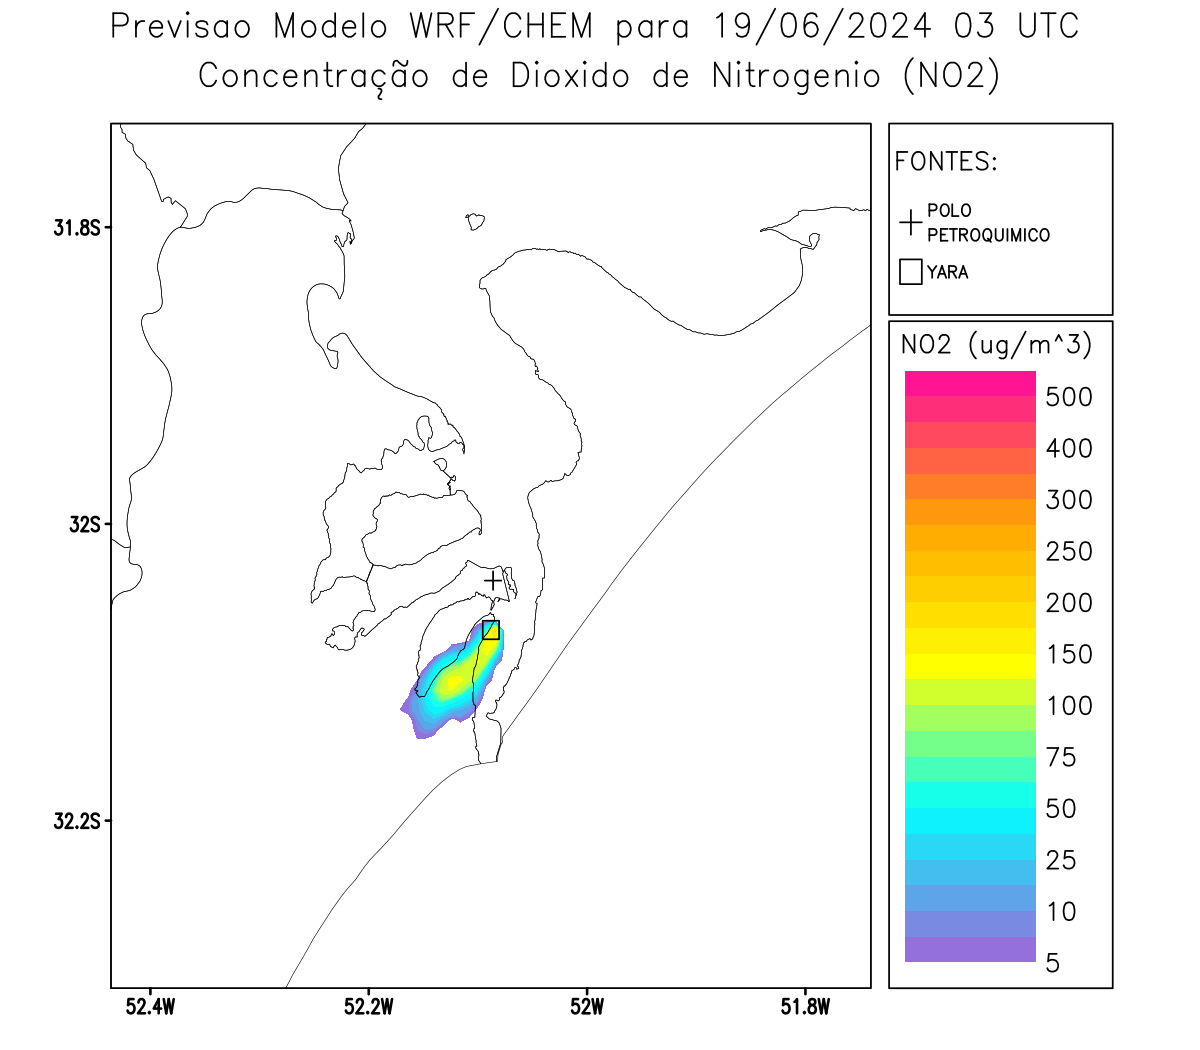 Previsao Modelo WRF/CHEM para 19/06/2024 03 UTC
Concentração de Dioxido de Nitrogenio (NO2)
FONTES:
POLO
PETROQUIMICO
YARA
NO2 (ug/m^3)
500
400
300
250
200
150
100
75
50
25
10
5
31.8S
32S
32.2S
52.4W
52.2W
52W
51.8W